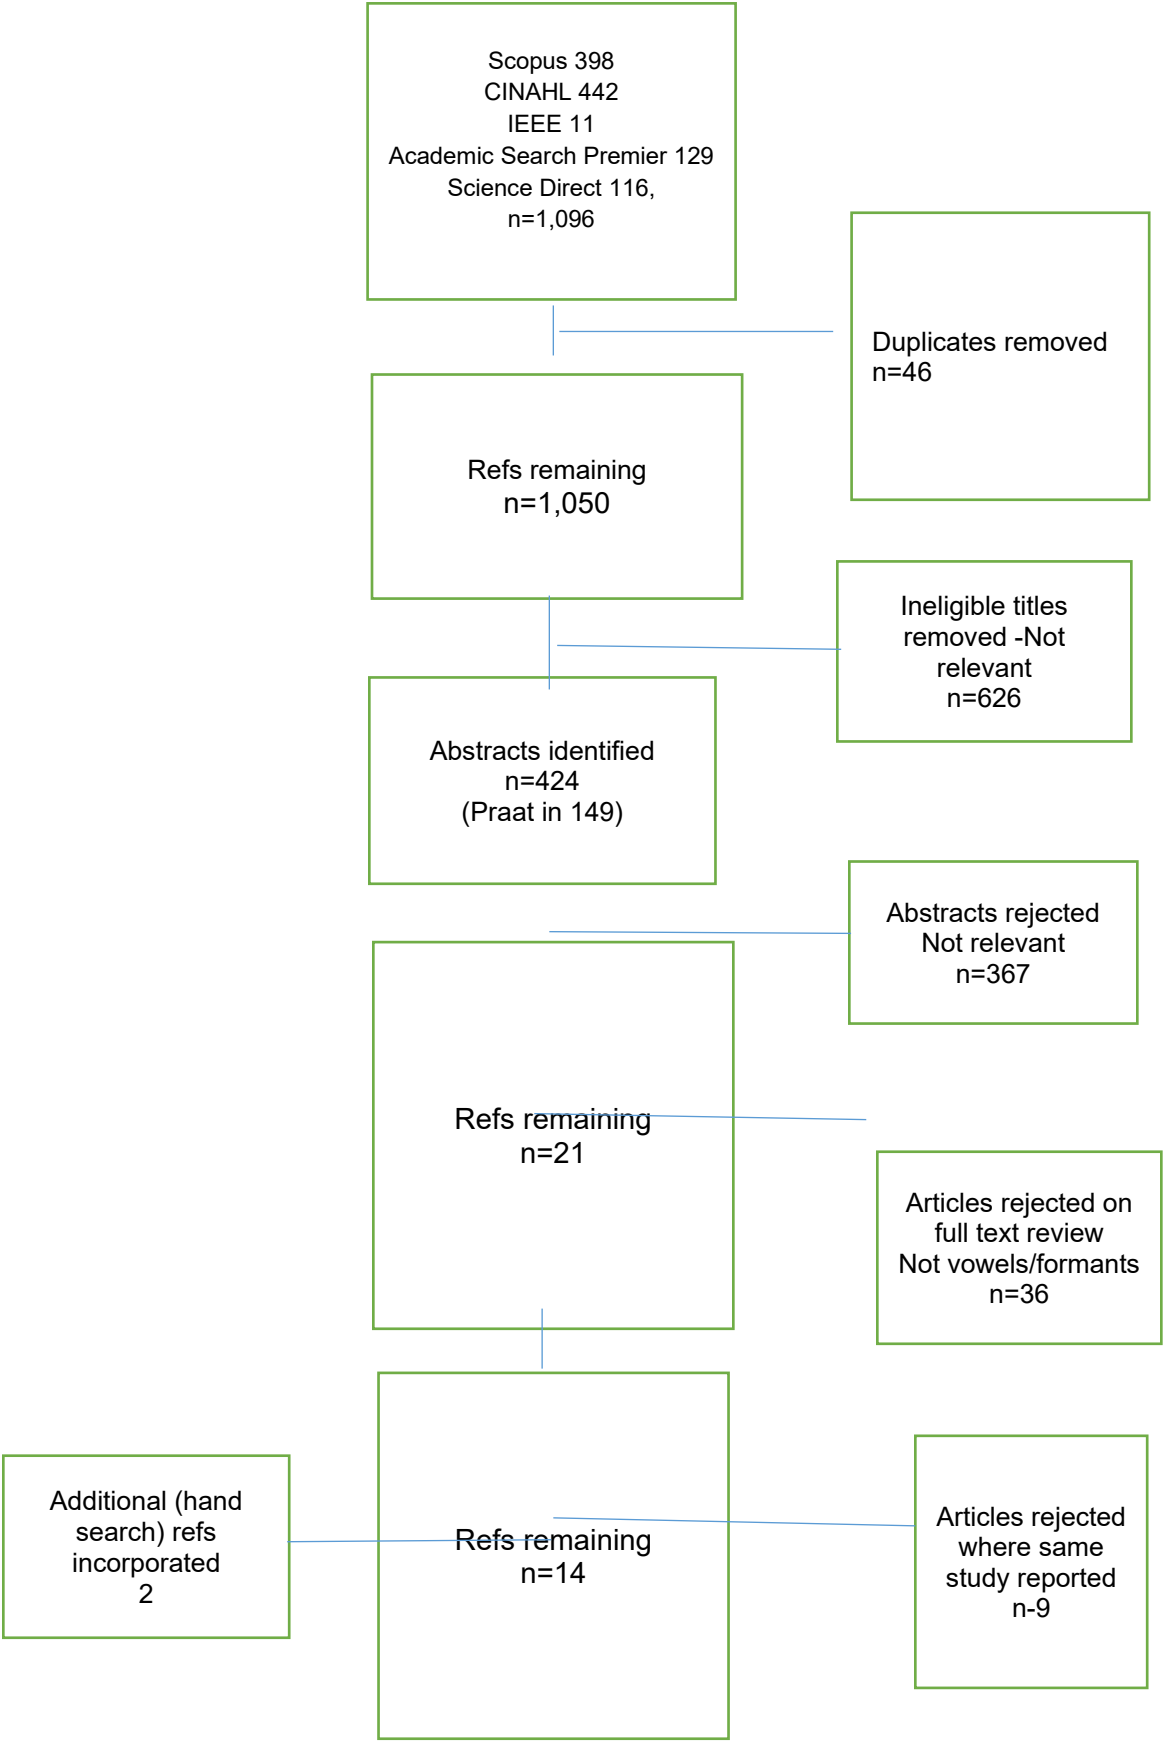 Scopus 398
CINAHL 442
IEEE 11
Academic Search Premier 129
Science Direct 116,
n=1,096
Duplicates removed
n=46
Refs remaining
n=1,050
Ineligible titles
removed -Not
relevant
n=626
Abstracts identified
n=424
(Praat in 149)
Abstracts rejected
Not relevant
n=367
Refs remaining
n=21
Articles rejected on
full text review
Not vowels/formants
n=36
Additional (hand
search) refs
incorporated
2
Refs remaining
n=14
Articles rejected
where same
study reported
n-9